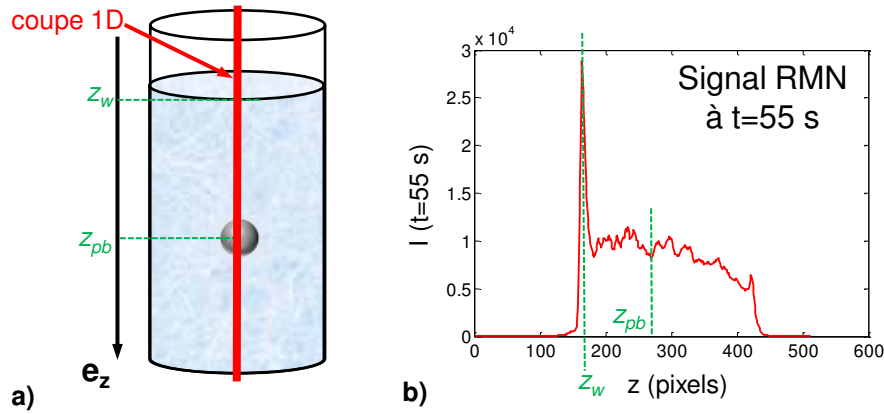 coupe 1D
z_w
z_pb
e_z
a)
x 10^4
3
2.5
2
1.5
1
0.5
0
I (t=55 s)
Signal RMN
à t=55 s
z_pb
0 100 200 300 400 500 600
z_w
z (pixels)
b)